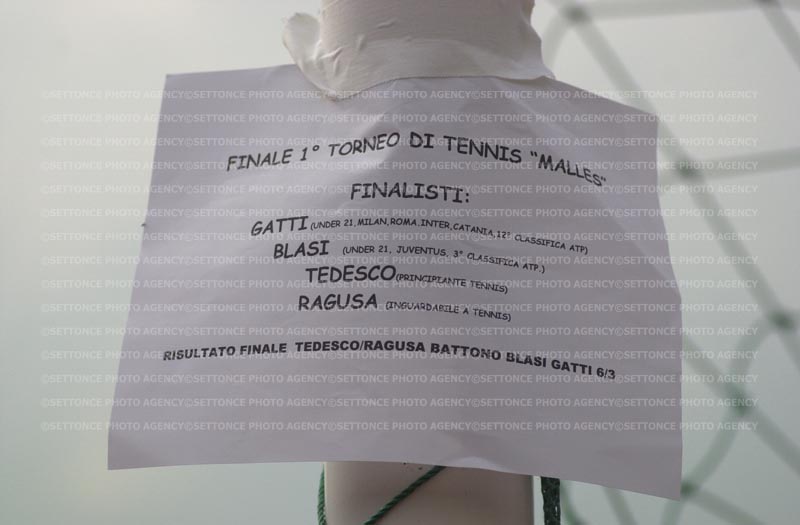 FINALE 1° TORNEO DI TENNIS "MALLES"
FINALISTI:
GATTI (UNDER 21, MILAN, ROMA, INTER, CATANIA, 12° CLASSIFICA ATP)
BLASI (UNDER 21, JUVENTUS, 3° CLASSIFICA ATP.)
TEDESCO (PRINCIPIANTE TENNIS)
RAGUSA (INGUARDABILE A TENNIS)
RISULTATO FINALE TEDESCO/RAGUSA BATTONO BLASI GATTI 6/3
©SETTONCE PHOTO AGENCY